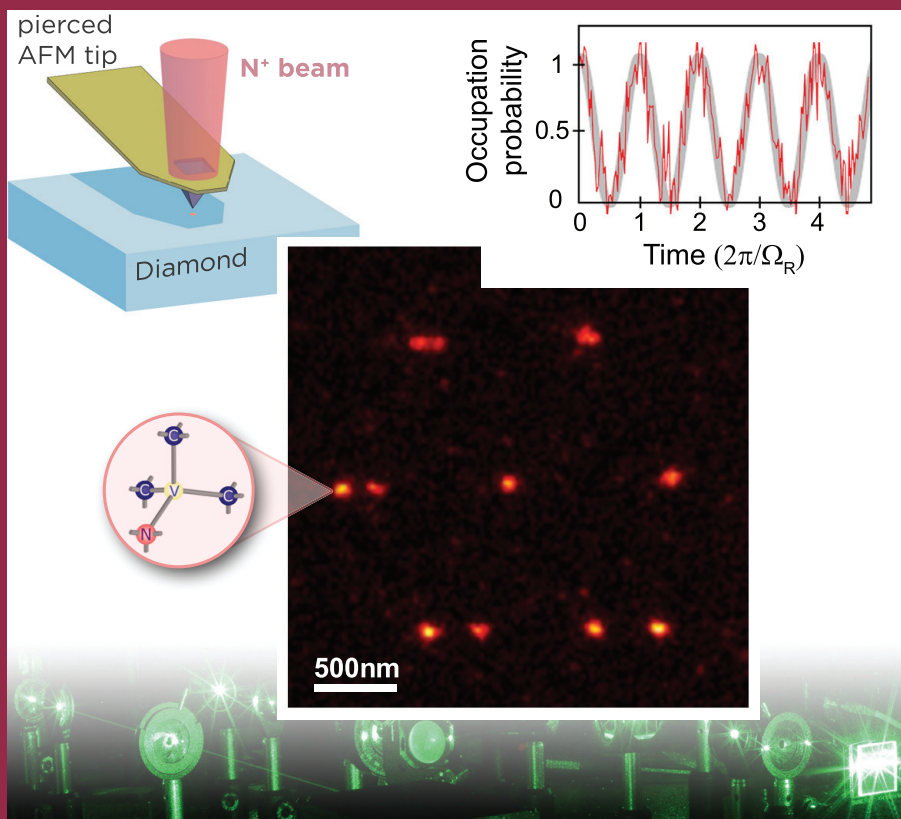 pierced
AFM tip
N⁺ beam
Diamond
Occupation
probability
1
0.5
0
0 1 2 3 4
Time (2π/Ω_R)
C
C
V
C
N
500nm